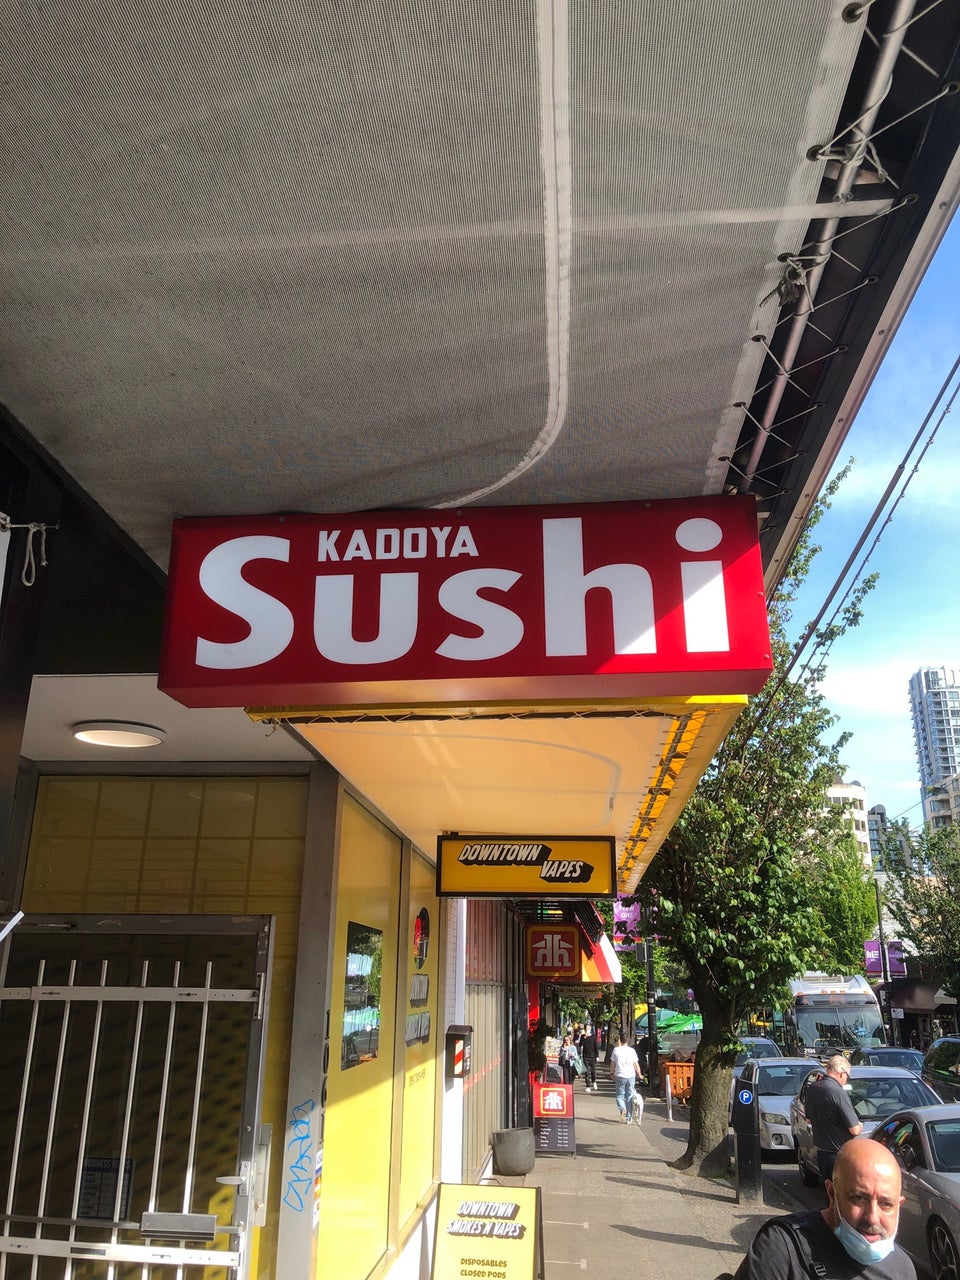 KADOYA
Sushi
DOWNTOWN
VAPES
P
DOWNTOWN
SMOKES N' VAPES
DISPOSABLES
CLOSED PODS